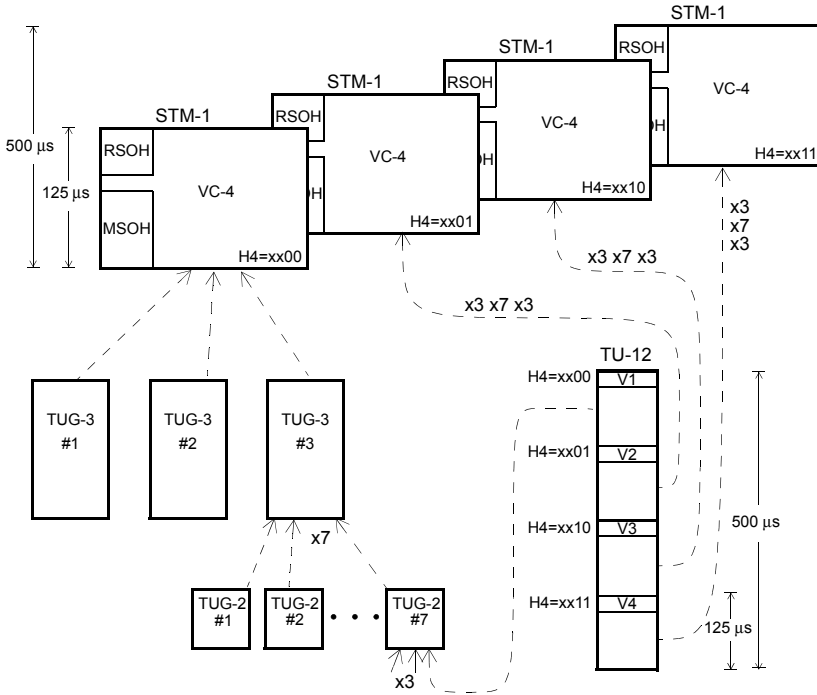 STM-1
RSOH
VC-4
H4=xx11
STM-1
RSOH
VC-4
OH
H4=xx10
STM-1
RSOH
VC-4
OH
H4=xx01
STM-1
RSOH
VC-4
MSOH
H4=xx00
500 µs
125 µs
x3
x7
x3
x3 x7 x3
x3 x7 x3
TUG-3
#1
TUG-3
#2
TUG-3
#3
x7
TUG-2
#1
TUG-2
#2
• • •
TUG-2
#7
x3
TU-12
H4=xx00
V1
H4=xx01
V2
H4=xx10
V3
H4=xx11
V4
500 µs
125 µs